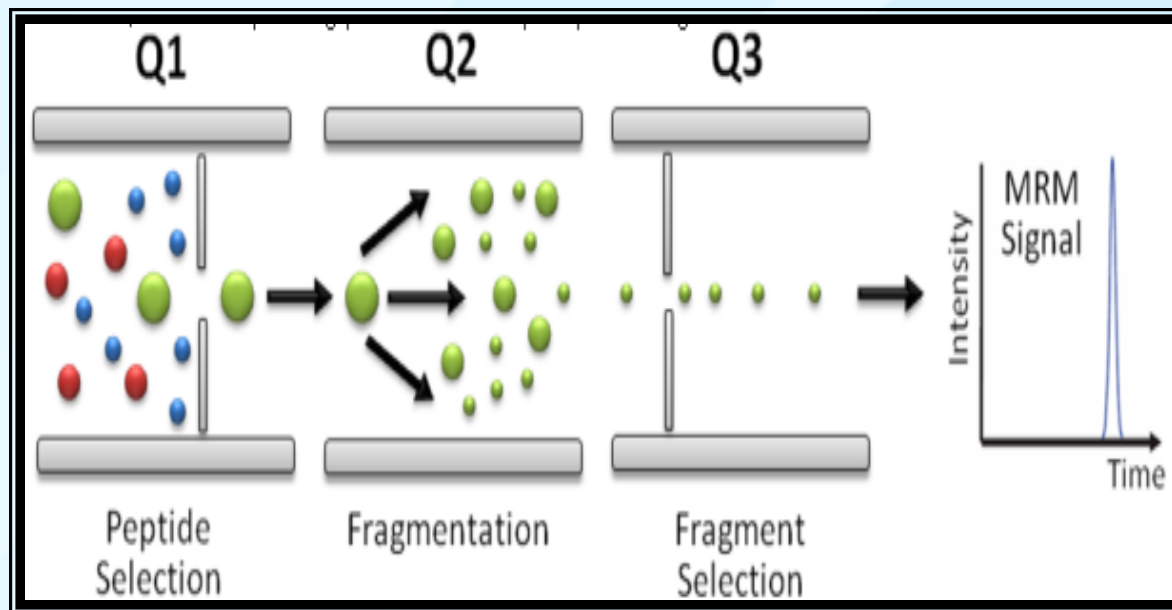 Q1
Q2
Q3
MRM
Signal
Intensity
Time
Peptide
Selection
Fragmentation
Fragment
Selection